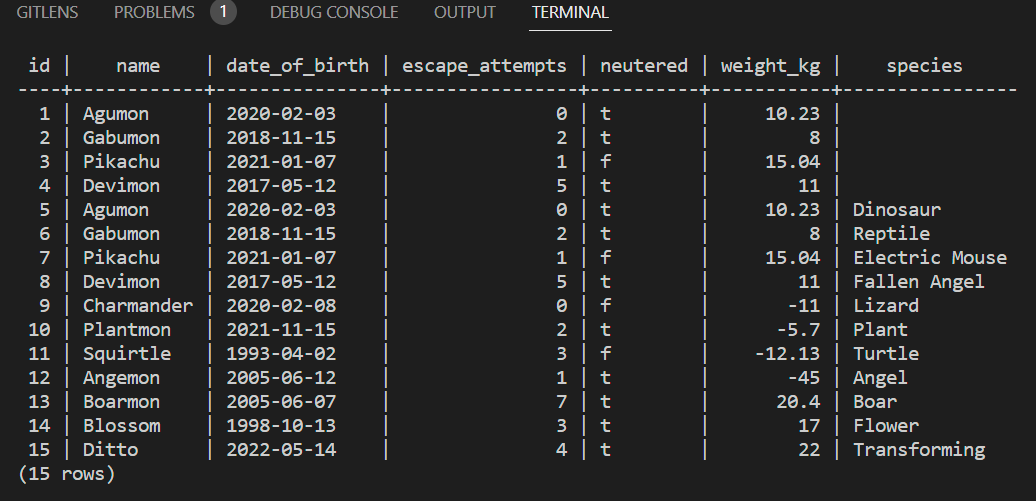 GITLENS PROBLEMS 1 DEBUG CONSOLE OUTPUT TERMINAL
 id |    name    | date_of_birth | escape_attempts | neutered | weight_kg |    species
----+------------+---------------+-----------------+----------+-----------+----------------
  1 | Agumon     | 2020-02-03    |               0 | t        |     10.23 |
  2 | Gabumon    | 2018-11-15    |               2 | t        |         8 |
  3 | Pikachu    | 2021-01-07    |               1 | f        |     15.04 |
  4 | Devimon    | 2017-05-12    |               5 | t        |        11 |
  5 | Agumon     | 2020-02-03    |               0 | t        |     10.23 | Dinosaur
  6 | Gabumon    | 2018-11-15    |               2 | t        |         8 | Reptile
  7 | Pikachu    | 2021-01-07    |               1 | f        |     15.04 | Electric Mouse
  8 | Devimon    | 2017-05-12    |               5 | t        |        11 | Fallen Angel
  9 | Charmander | 2020-02-08    |               0 | f        |       -11 | Lizard
 10 | Plantmon   | 2021-11-15    |               2 | t        |      -5.7 | Plant
 11 | Squirtle   | 1993-04-02    |               3 | f        |    -12.13 | Turtle
 12 | Angemon    | 2005-06-12    |               1 | t        |       -45 | Angel
 13 | Boarmon    | 2005-06-07    |               7 | t        |      20.4 | Boar
 14 | Blossom    | 1998-10-13    |               3 | t        |        17 | Flower
 15 | Ditto      | 2022-05-14    |               4 | t        |        22 | Transforming
(15 rows)